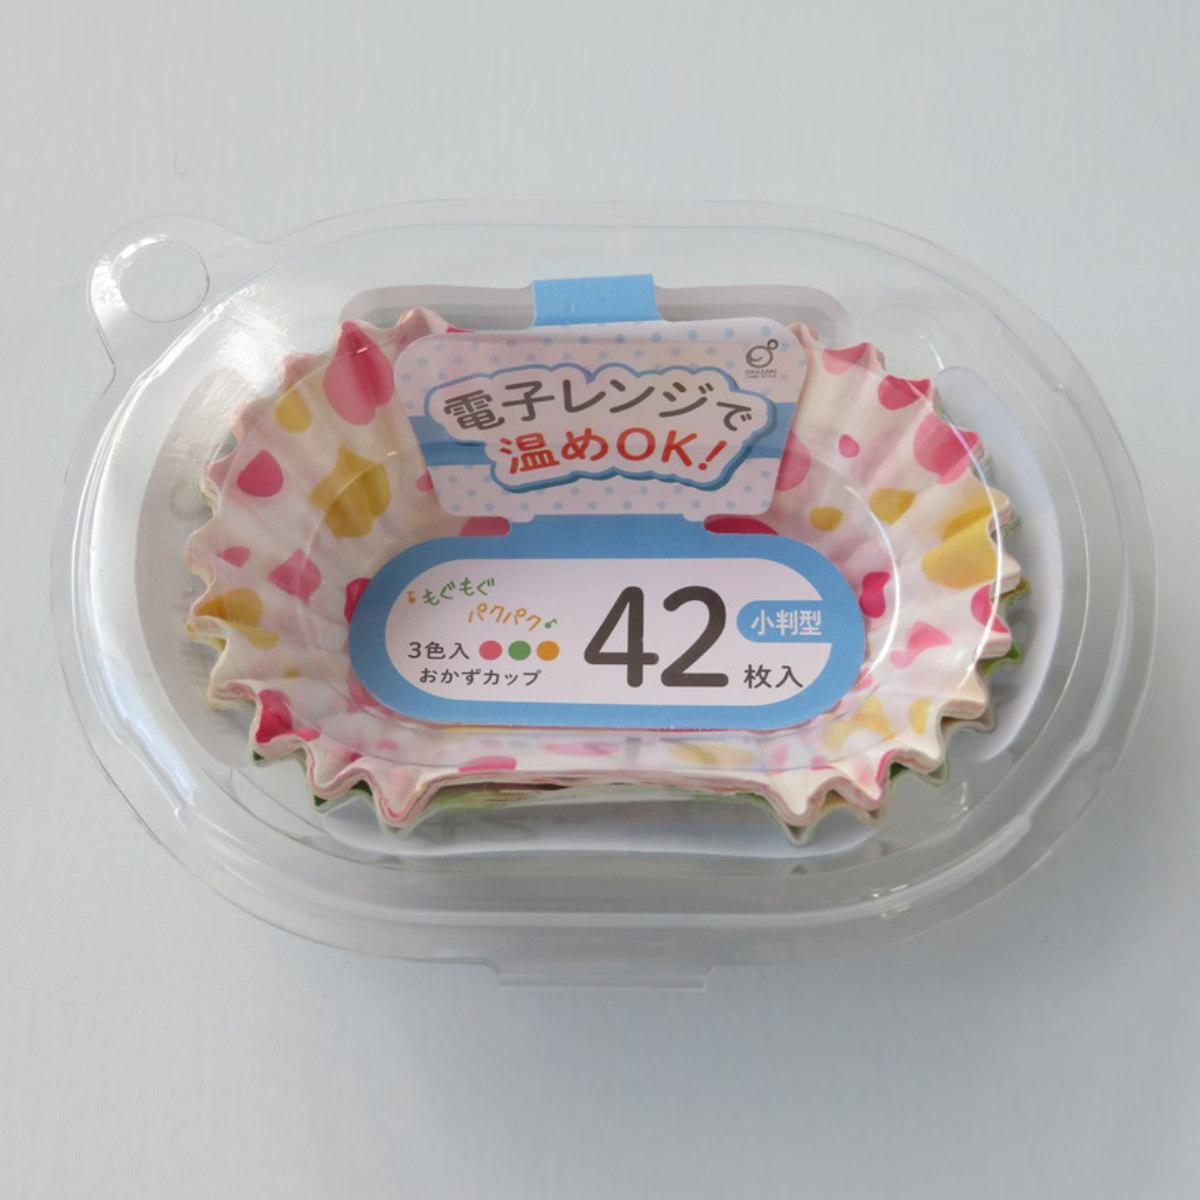 OKAZAKI
電子レンジで
温めOK!
もぐもぐ
パクパク
3色入
おかずカップ
42
枚入
小判型